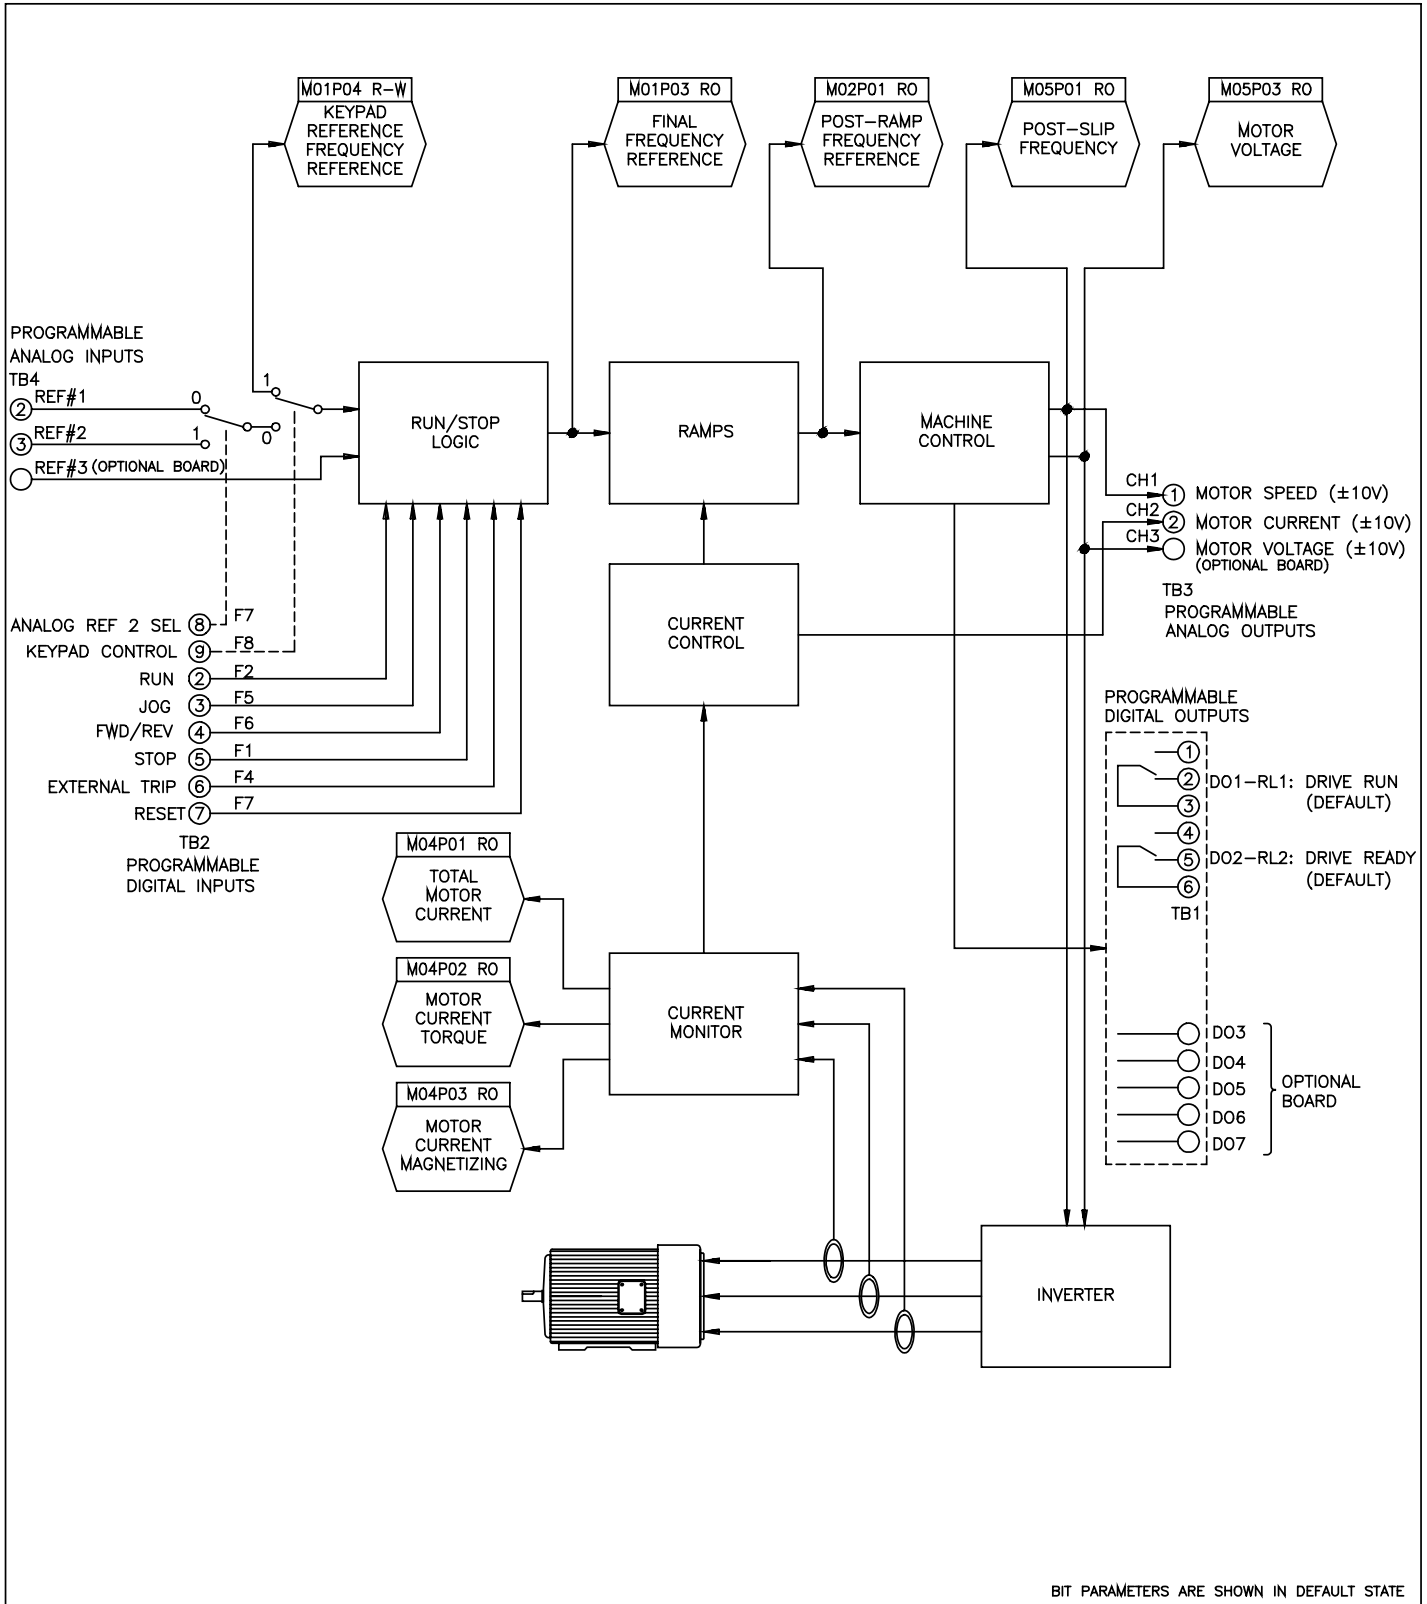 M01P04 R-W
KEYPAD
REFERENCE
FREQUENCY
REFERENCE
M01P03 RO
FINAL
FREQUENCY
REFERENCE
M02P01 RO
POST-RAMP
FREQUENCY
REFERENCE
M05P01 RO
POST-SLIP
FREQUENCY
M05P03 RO
MOTOR
VOLTAGE
PROGRAMMABLE
ANALOG INPUTS
TB4
2 REF#1
3 REF#2
REF#3 (OPTIONAL BOARD)
0
1
0
1
RUN/STOP
LOGIC
RAMPS
MACHINE
CONTROL
CH1 1 MOTOR SPEED (±10V)
CH2 2 MOTOR CURRENT (±10V)
CH3 MOTOR VOLTAGE (±10V)
(OPTIONAL BOARD)
TB3
PROGRAMMABLE
ANALOG OUTPUTS
CURRENT
CONTROL
ANALOG REF 2 SEL 8 F7
KEYPAD CONTROL 9 F8
RUN 2 F2
JOG 3 F5
FWD/REV 4 F6
STOP 5 F1
EXTERNAL TRIP 6 F4
RESET 7 F7
TB2
PROGRAMMABLE
DIGITAL INPUTS
PROGRAMMABLE
DIGITAL OUTPUTS
1
2 DO1-RL1: DRIVE RUN
3 (DEFAULT)
4
5 DO2-RL2: DRIVE READY
6 (DEFAULT)
TB1
M04P01 RO
TOTAL
MOTOR
CURRENT
M04P02 RO
MOTOR
CURRENT
TORQUE
M04P03 RO
MOTOR
CURRENT
MAGNETIZING
CURRENT
MONITOR
DO3
DO4
DO5
DO6
DO7
OPTIONAL
BOARD
INVERTER
BIT PARAMETERS ARE SHOWN IN DEFAULT STATE